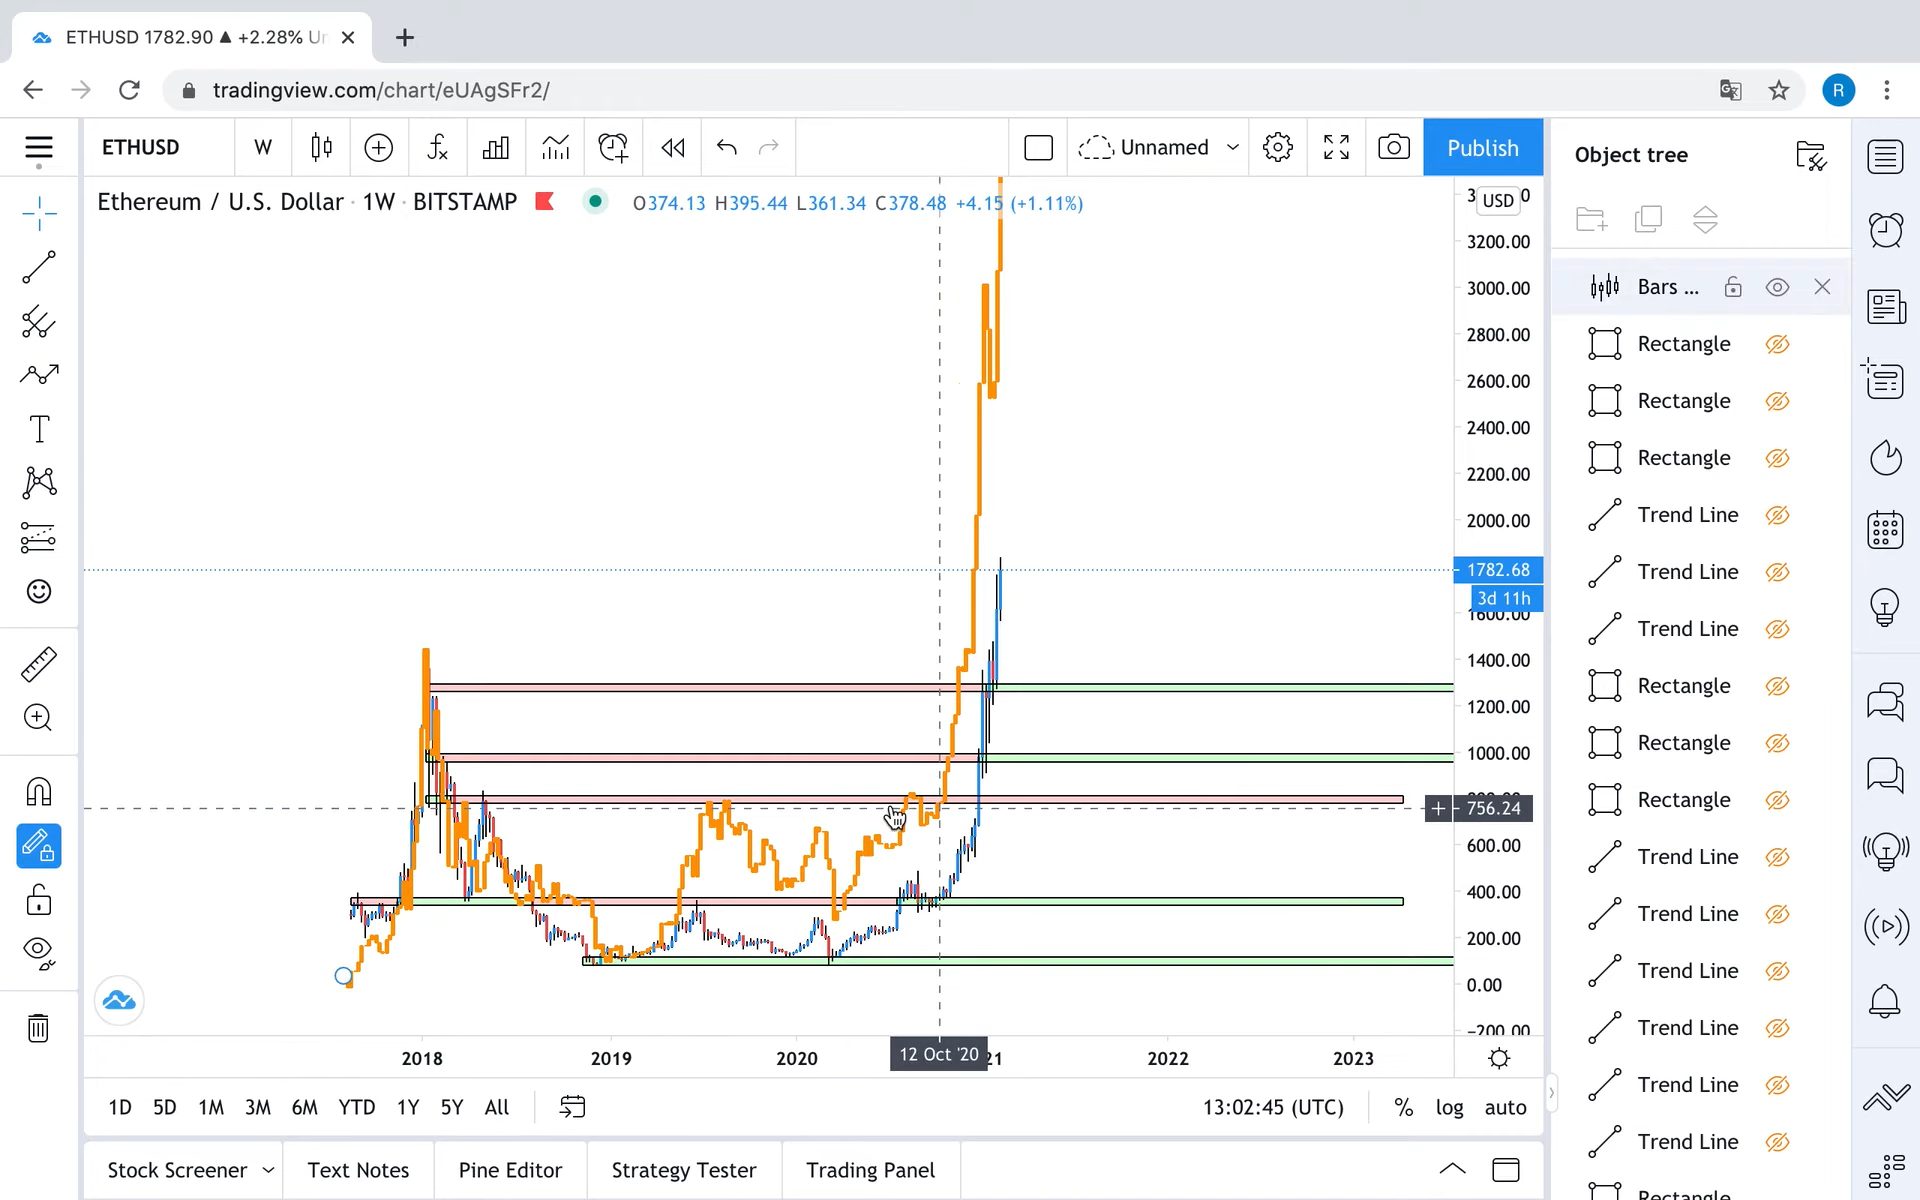 ETHUSD 1782.90 ▲ +2.28% Un
tradingview.com/chart/eUAgSFr2/
R
ETHUSD
W
Unnamed
Publish
Ethereum / U.S. Dollar · 1W · BITSTAMP
O374.13 H395.44 L361.34 C378.48 +4.15 (+1.11%)
USD
3200.00
3000.00
2800.00
2600.00
2400.00
2200.00
2000.00
1782.68
3d 11h
1600.00
1400.00
1200.00
1000.00
756.24
600.00
400.00
200.00
0.00
-200.00
2018
2019
2020
12 Oct '20
21
2022
2023
1D 5D 1M 3M 6M YTD 1Y 5Y All
13:02:45 (UTC)
% log auto
Stock Screener
Text Notes
Pine Editor
Strategy Tester
Trading Panel
Object tree
Bars ...
Rectangle
Rectangle
Rectangle
Trend Line
Trend Line
Trend Line
Rectangle
Rectangle
Rectangle
Trend Line
Trend Line
Trend Line
Trend Line
Trend Line
Trend Line
Rectangle